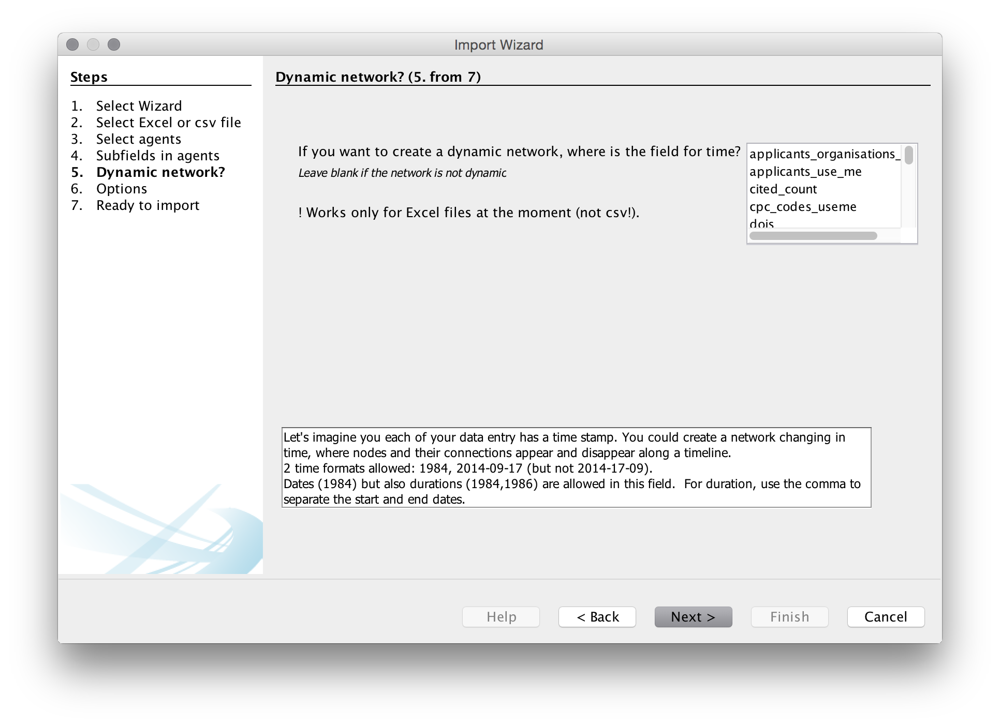 Import Wizard
Steps
1. Select Wizard
2. Select Excel or csv file
3. Select agents
4. Subfields in agents
5. Dynamic network?
6. Options
7. Ready to import
Dynamic network? (5. from 7)
If you want to create a dynamic network, where is the field for time?
Leave blank if the network is not dynamic
! Works only for Excel files at the moment (not csv!).
applicants_organisations_
applicants_use_me
cited_count
cpc_codes_useme
dois
Let's imagine you each of your data entry has a time stamp. You could create a network changing in
time, where nodes and their connections appear and disappear along a timeline.
2 time formats allowed: 1984, 2014-09-17 (but not 2014-17-09).
Dates (1984) but also durations (1984,1986) are allowed in this field.  For duration, use the comma to
separate the start and end dates.
Help
< Back
Next >
Finish
Cancel